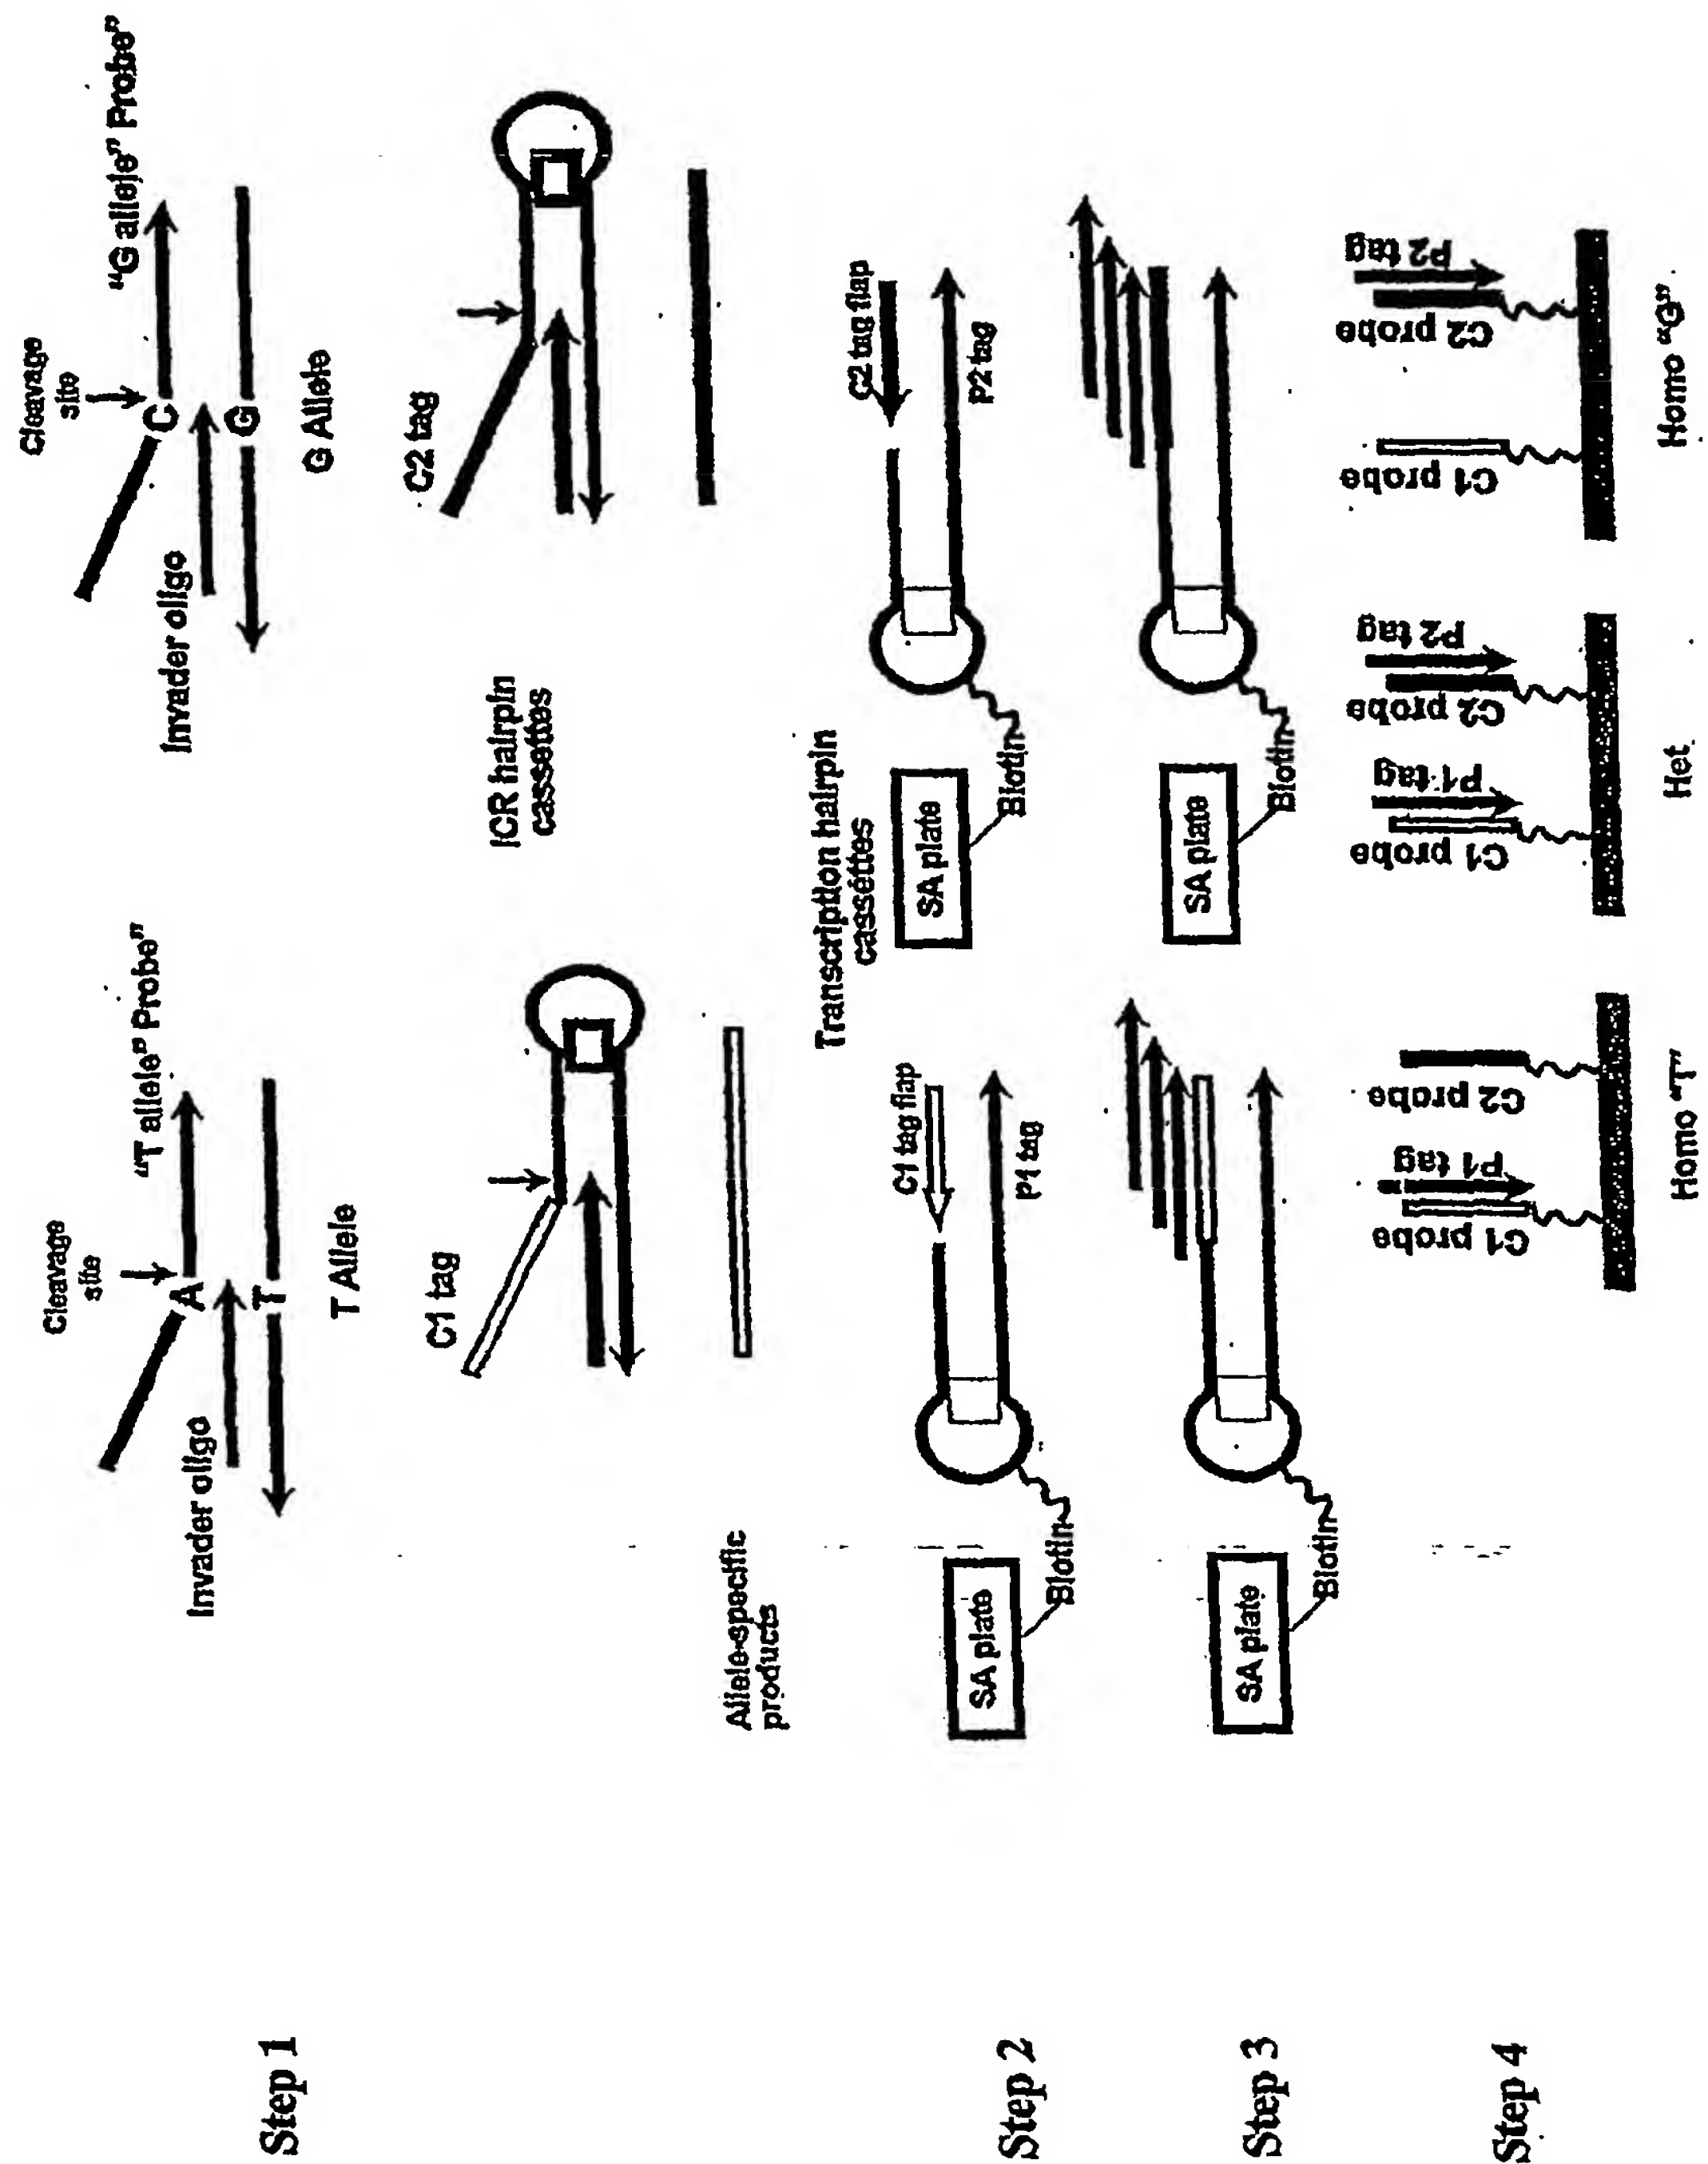 Step 1
Cleavage
site
"T allele" Probe"
A
Invader oligo
T
T Allele
Cleavage
site
"G allele" Probe"
C
Invader oligo
G
G Allele
C1 tag
ICR hairpin
cassettes
C2 tag
Allele-specific
products
Step 2
Transcription hairpin
cassettes
C1 tag flap
P1 tag
SA plate
Biotin
C2 tag flap
P2 tag
SA plate
Biotin
Step 3
SA plate
Biotin
SA plate
Biotin
Step 4
C1 probe
P1 tag
C2 probe
Homo "T"
C1 probe
P1 tag
C2 probe
P2 tag
Het
C1 probe
C2 probe
P2 tag
Homo "G"